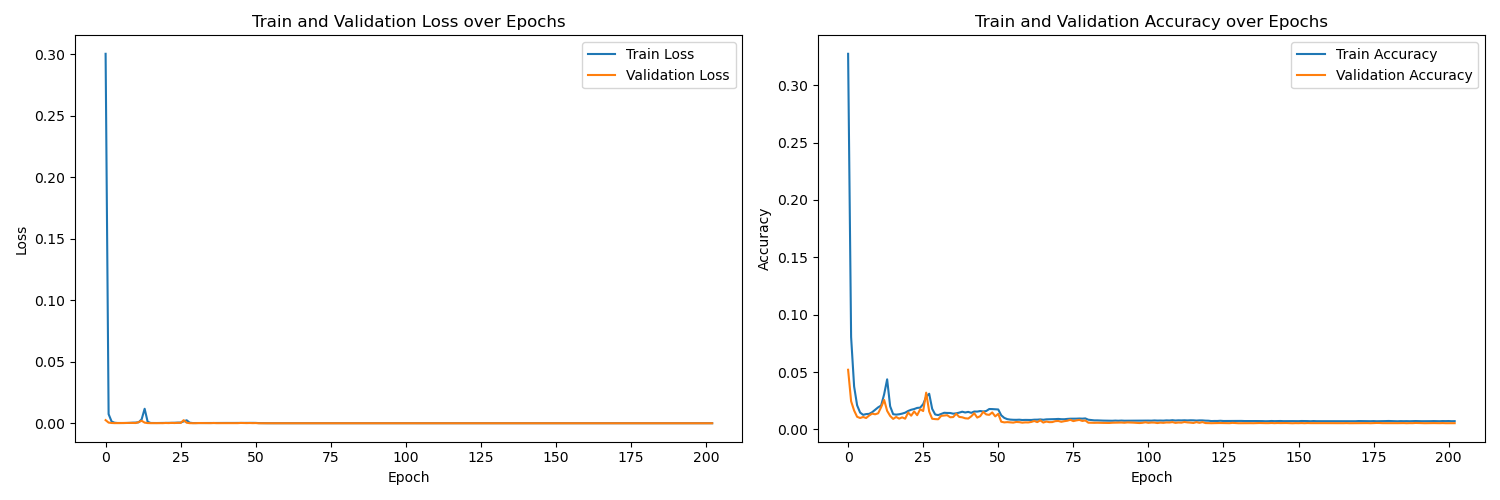 Train and Validation Loss over Epochs
Train Loss
Validation Loss
Loss
0.30
0.25
0.20
0.15
0.10
0.05
0.00
0 25 50 75 100 125 150 175 200
Epoch
Train and Validation Accuracy over Epochs
Train Accuracy
Validation Accuracy
Accuracy
0.30
0.25
0.20
0.15
0.10
0.05
0.00
0 25 50 75 100 125 150 175 200
Epoch